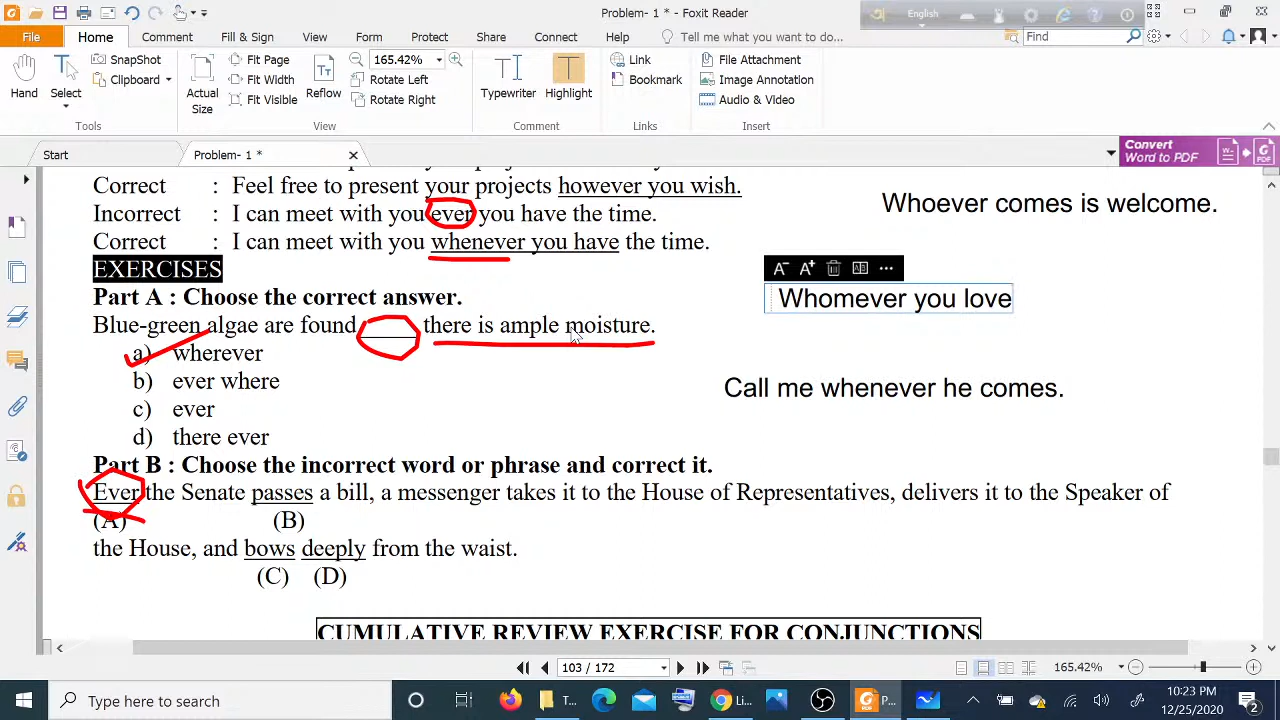 Problem- 1 * - Foxit Reader
English
File
Home
Comment
Fill & Sign
View
Form
Protect
Share
Connect
Help
Tell me what you want to do...
Find
Hand
Select
SnapShot
Clipboard
Actual
Size
Fit Page
Fit Width
Fit Visible
Reflow
165.42%
Rotate Left
Rotate Right
Typewriter
Highlight
Link
Bookmark
File Attachment
Image Annotation
Audio & Video
Tools
View
Comment
Links
Insert
Start
Problem- 1 *
Convert
Word to PDF
Correct : Feel free to present your projects however you wish.
Incorrect : I can meet with you ever you have the time.
Correct : I can meet with you whenever you have the time.
Whoever comes is welcome.
Whomever you love
Call me whenever he comes.
EXERCISES
Part A : Choose the correct answer.
Blue-green algae are found ____ there is ample moisture.
a) wherever
b) ever where
c) ever
d) there ever
Part B : Choose the incorrect word or phrase and correct it.
Ever the Senate passes a bill, a messenger takes it to the House of Representatives, delivers it to the Speaker of
(A) (B)
the House, and bows deeply from the waist.
(C) (D)
CUMULATIVE REVIEW EXERCISE FOR CONJUNCTIONS
103 / 172
165.42%
Type here to search
T...
Li...
P...
10:23 PM
12/25/2020
2